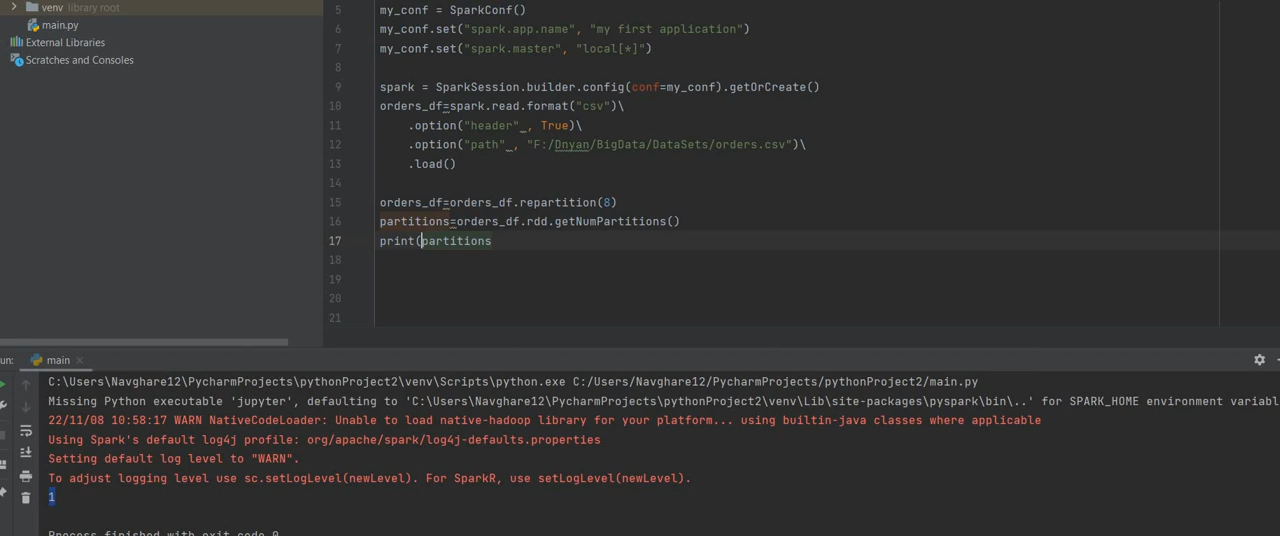 venv library root
main.py
External Libraries
Scratches and Consoles
5 my_conf = SparkConf()
6 my_conf.set("spark.app.name", "my first application")
7 my_conf.set("spark.master", "local[*]")
8
9 spark = SparkSession.builder.config(conf=my_conf).getOrCreate()
10 orders_df=spark.read.format("csv")\
11 .option("header" , True)\
12 .option("path" , "F:/Dnyan/BigData/DataSets/orders.csv")\
13 .load()
14
15 orders_df=orders_df.repartition(8)
16 partitions=orders_df.rdd.getNumPartitions()
17 print(partitions
18
19
20
21
un: main
C:\Users\Navghare12\PycharmProjects\pythonProject2\venv\Scripts\python.exe C:/Users/Navghare12/PycharmProjects/pythonProject2/main.py
Missing Python executable 'jupyter', defaulting to 'C:\Users\Navghare12\PycharmProjects\pythonProject2\venv\Lib\site-packages\pyspark\bin\..' for SPARK_HOME environment variabl
22/11/08 10:58:17 WARN NativeCodeLoader: Unable to load native-hadoop library for your platform... using builtin-java classes where applicable
Using Spark's default log4j profile: org/apache/spark/log4j-defaults.properties
Setting default log level to "WARN".
To adjust logging level use sc.setLogLevel(newLevel). For SparkR, use setLogLevel(newLevel).
1
Process finished with exit code 0